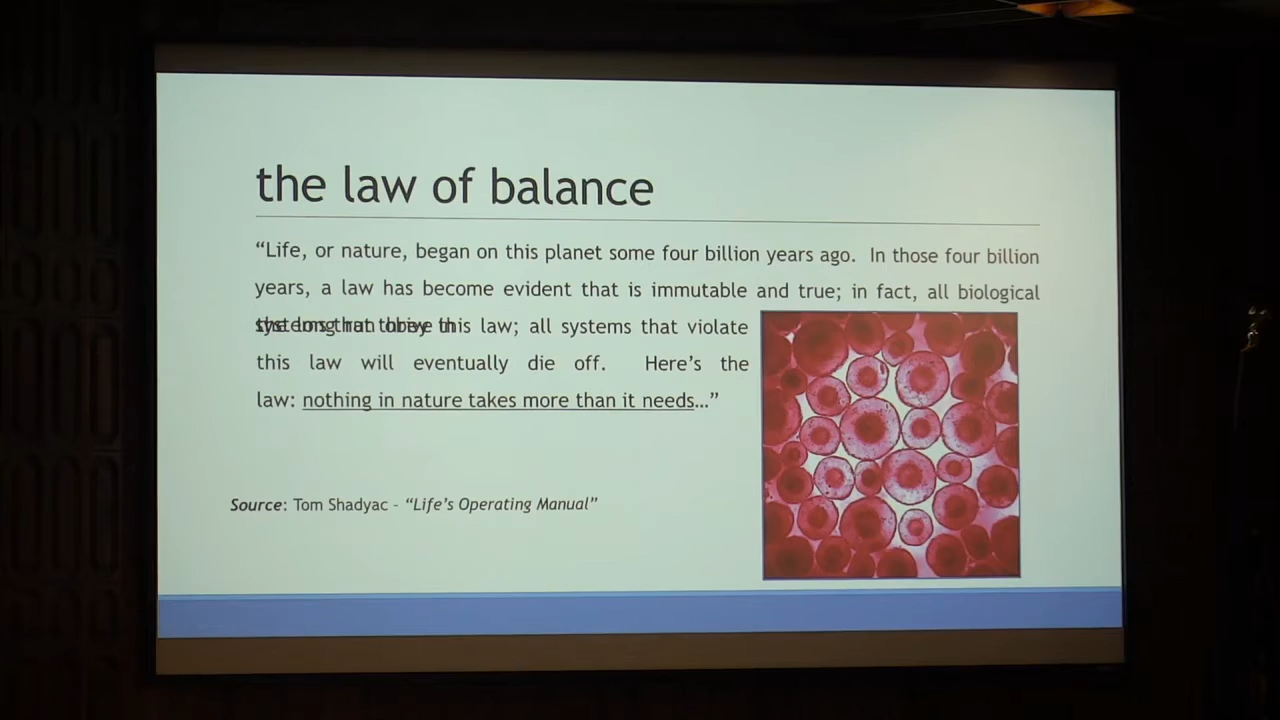 the law of balance
“Life, or nature, began on this planet some four billion years ago. In those four billion
years, a law has become evident that is immutable and true; in fact, all biological
this law; all systems that violate
this law will eventually die off. Here’s the
law: nothing in nature takes more than it needs…”
Source: Tom Shadyac - “Life’s Operating Manual”